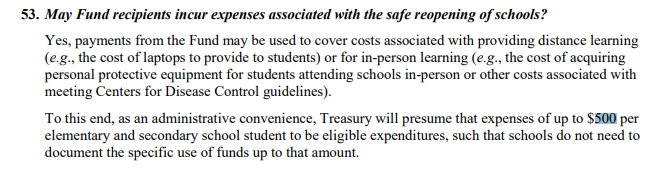 53. May Fund recipients incur expenses associated with the safe reopening of schools?
Yes, payments from the Fund may be used to cover costs associated with providing distance learning
(e.g., the cost of laptops to provide to students) or for in-person learning (e.g., the cost of acquiring
personal protective equipment for students attending schools in-person or other costs associated with
meeting Centers for Disease Control guidelines).
To this end, as an administrative convenience, Treasury will presume that expenses of up to $500 per
elementary and secondary school student to be eligible expenditures, such that schools do not need to
document the specific use of funds up to that amount.